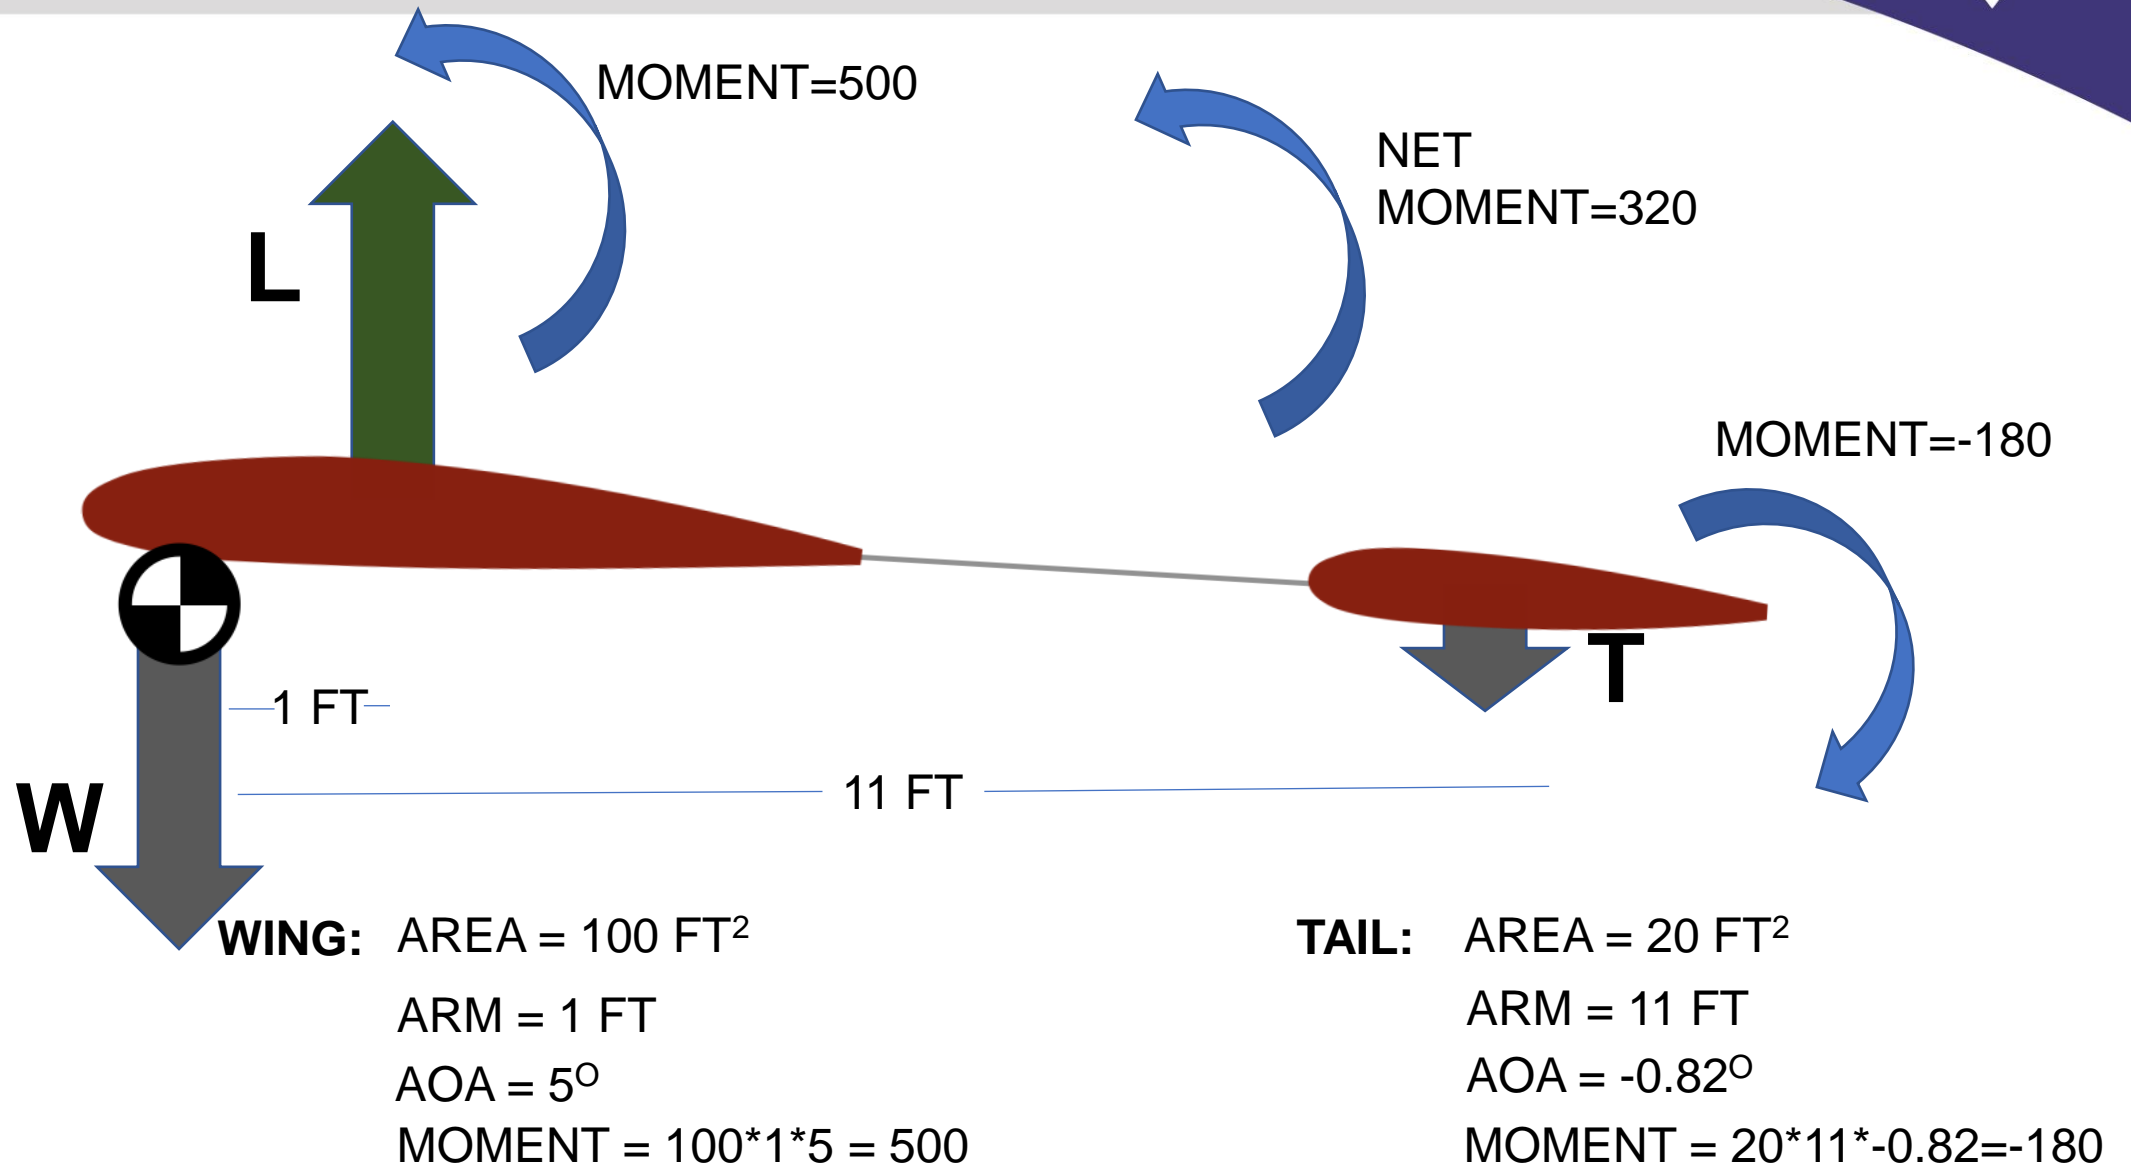 MOMENT=500
NET
MOMENT=320
L
MOMENT=-180
T
1 FT
W
11 FT
WING: AREA = 100 FT²
ARM = 1 FT
AOA = 5ᴼ
MOMENT = 100*1*5 = 500
TAIL: AREA = 20 FT²
ARM = 11 FT
AOA = -0.82ᴼ
MOMENT = 20*11*-0.82=-180